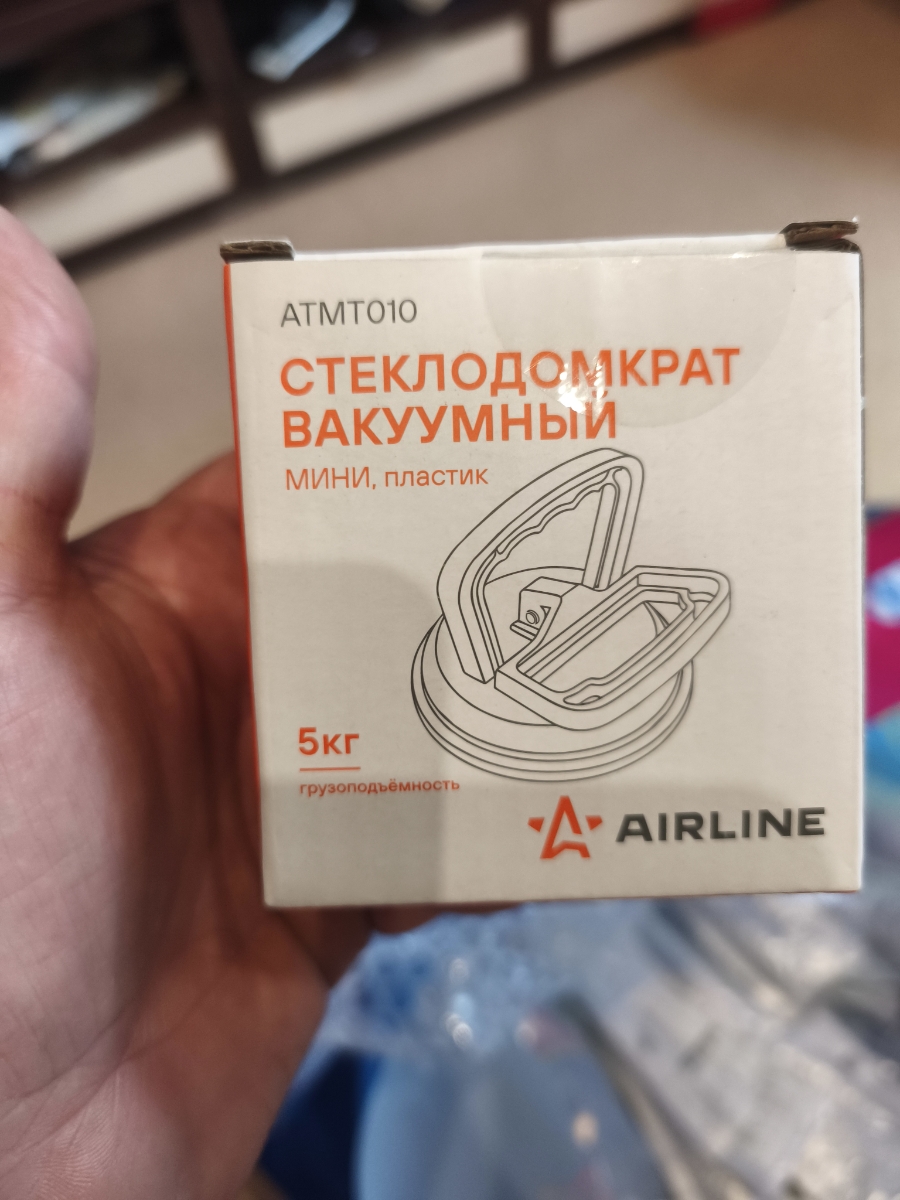 ATMT010
СТЕКЛОДОМКРАТ
ВАКУУМНЫЙ
МИНИ, пластик
5кг
грузоподъёмность
AIRLINE